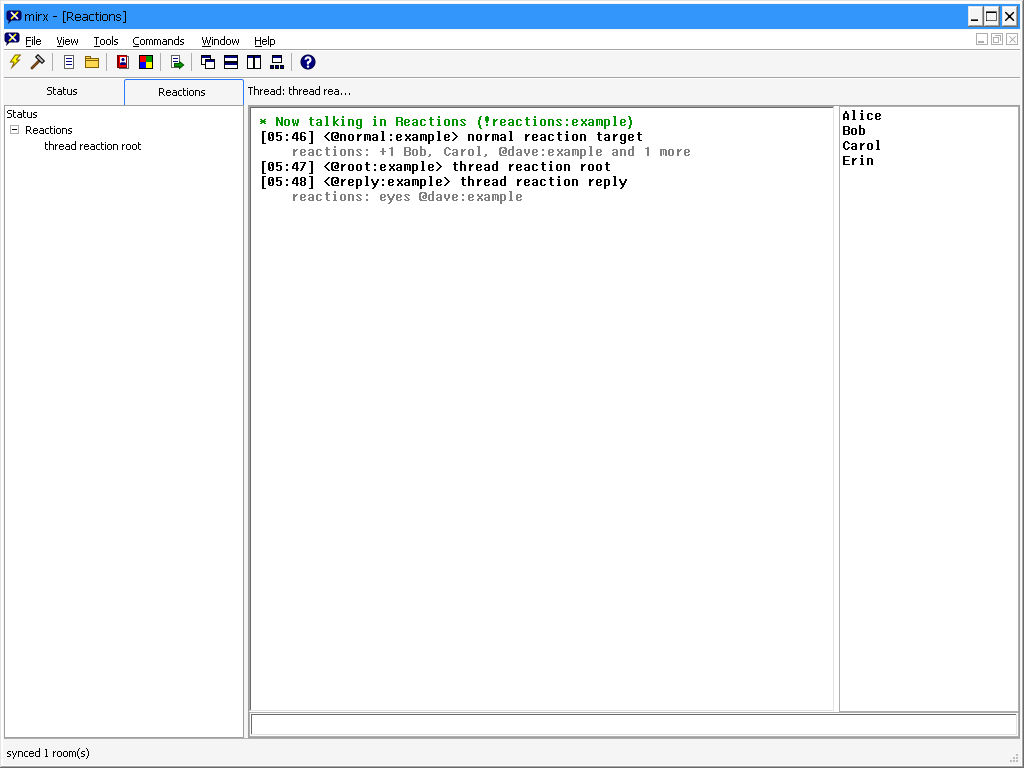 mirx - [Reactions]
File View Tools Commands Window Help
Status Reactions Thread: thread rea...
Status
Reactions
thread reaction root
* Now talking in Reactions (!reactions:example)
[05:46] <@normal:example> normal reaction target
reactions: +1 Bob, Carol, @dave:example and 1 more
[05:47] <@root:example> thread reaction root
[05:48] <@reply:example> thread reaction reply
reactions: eyes @dave:example
Alice
Bob
Carol
Erin
synced 1 room(s)